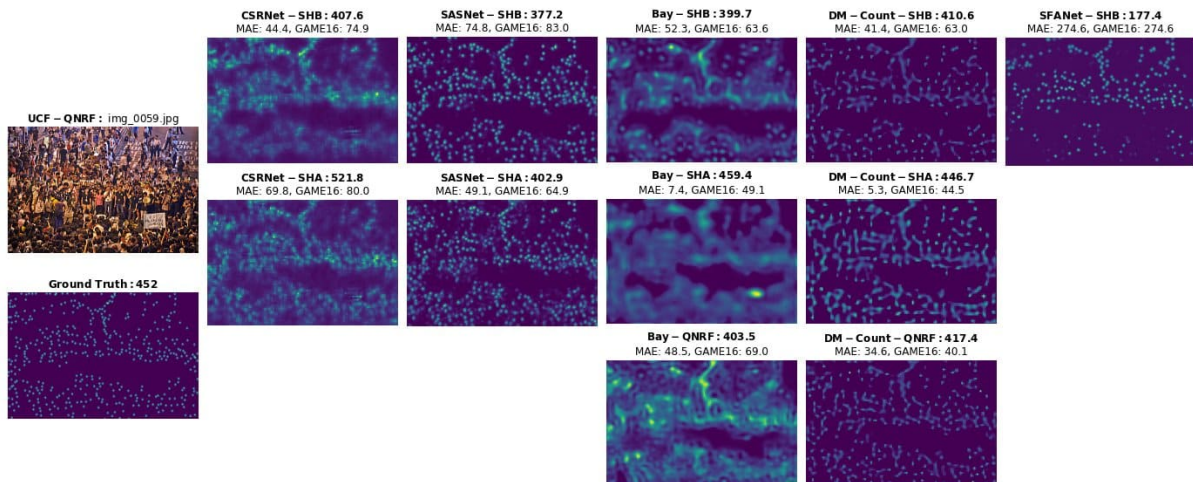 CSRNet-SHB: 407.6
MAE: 44.4, GAME16: 74.9
SASNet-SHB: 377.2
MAE: 74.8, GAME16: 83.0
Bay-SHB: 399.7
MAE: 52.3, GAME16: 63.6
DM-Count-SHB: 410.6
MAE: 41.4, GAME16: 63.0
SFANet-SHB: 177.4
MAE: 274.6, GAME16: 274.6
UCF-QNRF: img_0059.jpg
CSRNet-SHA: 521.8
MAE: 69.8, GAME16: 80.0
SASNet-SHA: 402.9
MAE: 49.1, GAME16: 64.9
Bay-SHA: 459.4
MAE: 7.4, GAME16: 49.1
DM-Count-SHA: 446.7
MAE: 5.3, GAME16: 44.5
Ground Truth: 452
Bay-QNRF: 403.5
MAE: 48.5, GAME16: 69.0
DM-Count-QNRF: 417.4
MAE: 34.6, GAME16: 40.1